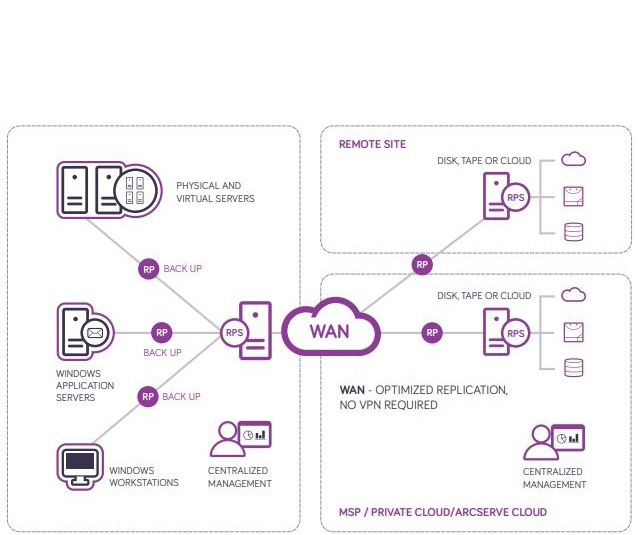 PHYSICAL AND
VIRTUAL SERVERS
RP BACK UP
RP
BACK UP
RPS
RP BACK UP
WINDOWS
APPLICATION
SERVERS
WINDOWS
WORKSTATIONS
CENTRALIZED
MANAGEMENT
WAN
REMOTE SITE
DISK, TAPE OR CLOUD
RPS
RP
DISK, TAPE OR CLOUD
RP
RPS
WAN - OPTIMIZED REPLICATION,
NO VPN REQUIRED
CENTRALIZED
MANAGEMENT
MSP / PRIVATE CLOUD/ARCSERVE CLOUD